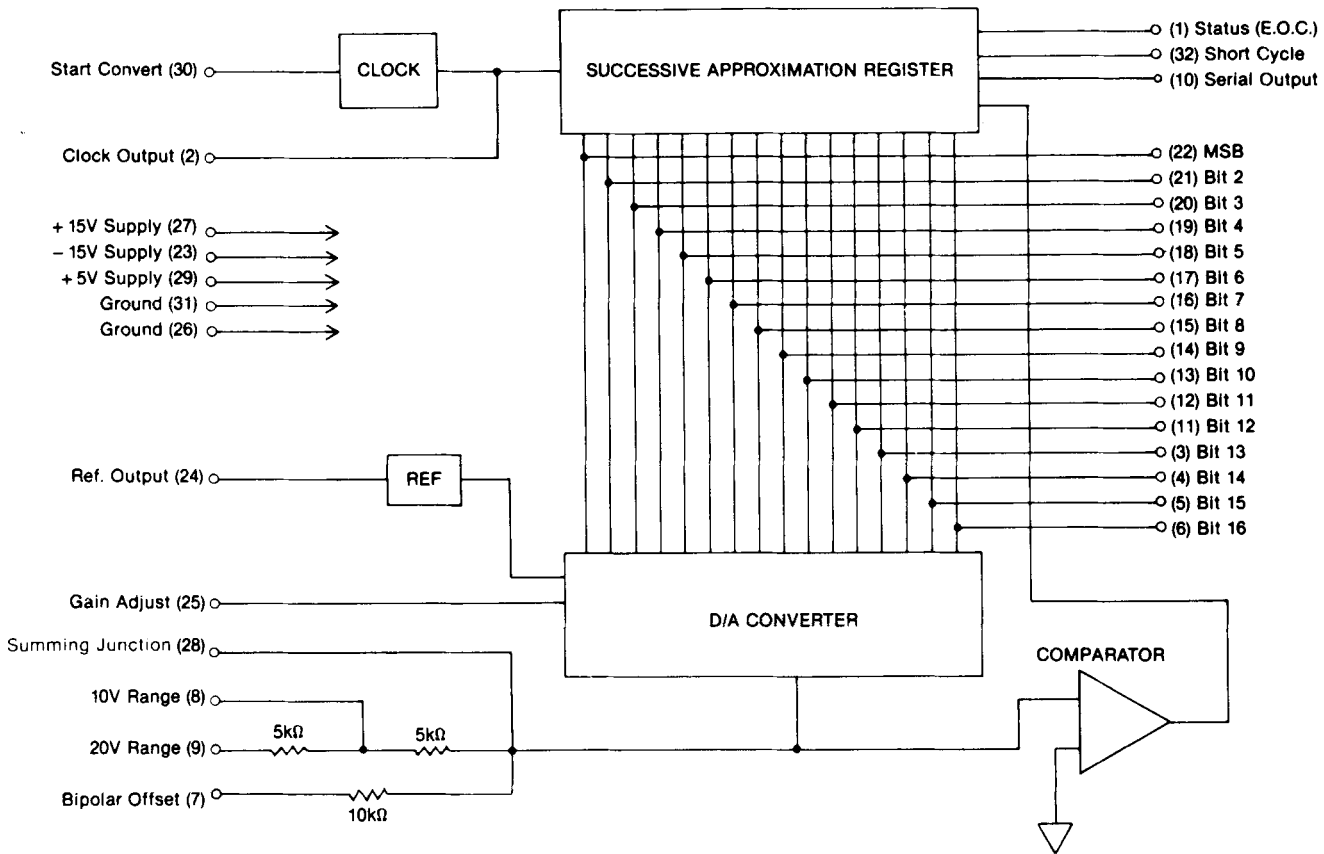 Start Convert (30)
CLOCK
SUCCESSIVE APPROXIMATION REGISTER
(1) Status (E.O.C.)
(32) Short Cycle
(10) Serial Output
Clock Output (2)
(22) MSB
(21) Bit 2
(20) Bit 3
(19) Bit 4
(18) Bit 5
(17) Bit 6
(16) Bit 7
(15) Bit 8
(14) Bit 9
(13) Bit 10
(12) Bit 11
(11) Bit 12
(3) Bit 13
(4) Bit 14
(5) Bit 15
(6) Bit 16
+ 15V Supply (27)
− 15V Supply (23)
+ 5V Supply (29)
Ground (31)
Ground (26)
Ref. Output (24)
REF
Gain Adjust (25)
D/A CONVERTER
Summing Junction (28)
COMPARATOR
10V Range (8)
20V Range (9)
5kΩ
5kΩ
Bipolar Offset (7)
10kΩ